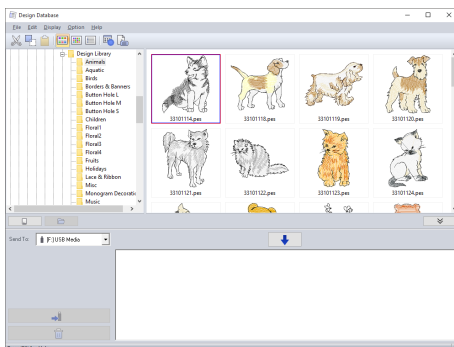 Design Database
File Edit Display Option Help
Design Library
Animals
Aquatic
Birds
Borders & Banners
Button Hole L
Button Hole M
Button Hole S
Children
Floral1
Floral2
Floral3
Floral4
Fruits
Holidays
Lace & Ribbon
Misc
Monogram Decorati
Music
33101114.pes 33101118.pes 33101119.pes 33101120.pes
33101121.pes 33101122.pes 33101123.pes 33101124.pes
Send To: [F:] USB Media